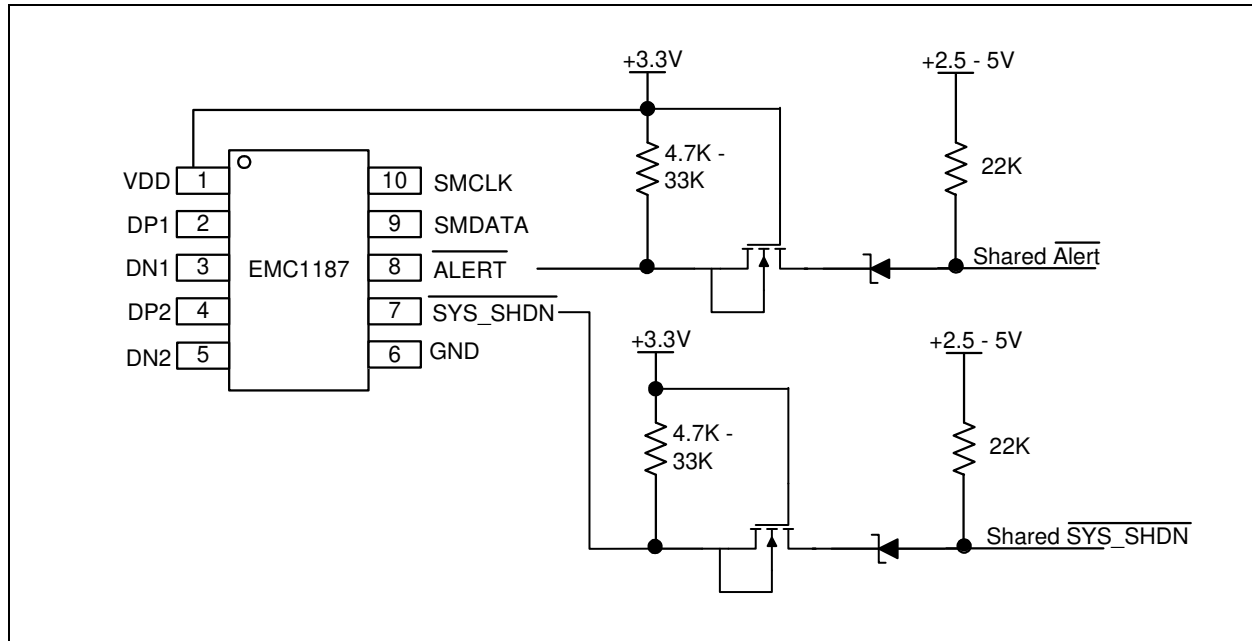 +3.3V
+2.5 - 5V
4.7K -
33K
22K
VDD 1
10 SMCLK
DP1 2
9 SMDATA
DN1 3
EMC1187
8 ALERT
Shared Alert
DP2 4
7 SYS_SHDN
DN2 5
6 GND
+3.3V
+2.5 - 5V
4.7K -
33K
22K
Shared SYS_SHDN